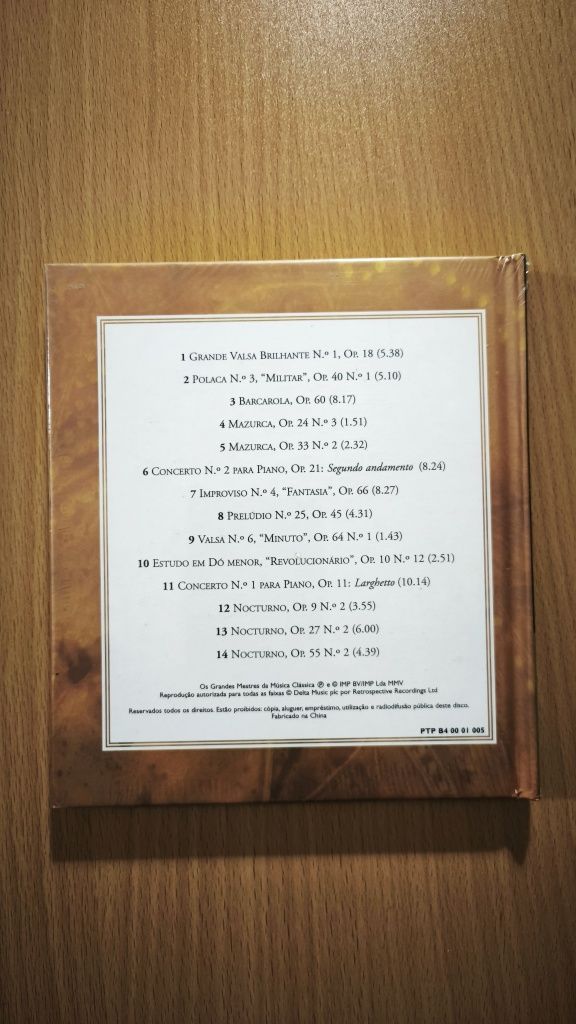 1 Grande Valsa Brilhante N.º 1, Op. 18 (5.38)
2 Polaca N.º 3, “Militar”, Op. 40 N.º 1 (5.10)
3 Barcarola, Op. 60 (8.17)
4 Mazurca, Op. 24 N.º 3 (1.51)
5 Mazurca, Op. 33 N.º 2 (2.32)
6 Concerto N.º 2 para Piano, Op. 21: Segundo andamento (8.24)
7 Improviso N.º 4, “Fantasia”, Op. 66 (8.27)
8 Prelúdio N.º 25, Op. 45 (4.31)
9 Valsa N.º 6, “Minuto”, Op. 64 N.º 1 (1.43)
10 Estudo em Dó menor, “Revolucionário”, Op. 10 N.º 12 (2.51)
11 Concerto N.º 1 para Piano, Op. 11: Larghetto (10.14)
12 Nocturno, Op. 9 N.º 2 (3.55)
13 Nocturno, Op. 27 N.º 2 (6.00)
14 Nocturno, Op. 55 N.º 2 (4.39)
Os Grandes Mestres da Música Clássica ℗ e © IMP BV/IMP Lda MMV
Reprodução autorizada para todas as faixas © Delta Music plc por Retrospective Recordings Ltd
Reservados todos os direitos. Estão proibidos: cópia, aluguer, empréstimo, utilização e radiodifusão pública deste disco.
Fabricado na China
PTP B4 00 01 005